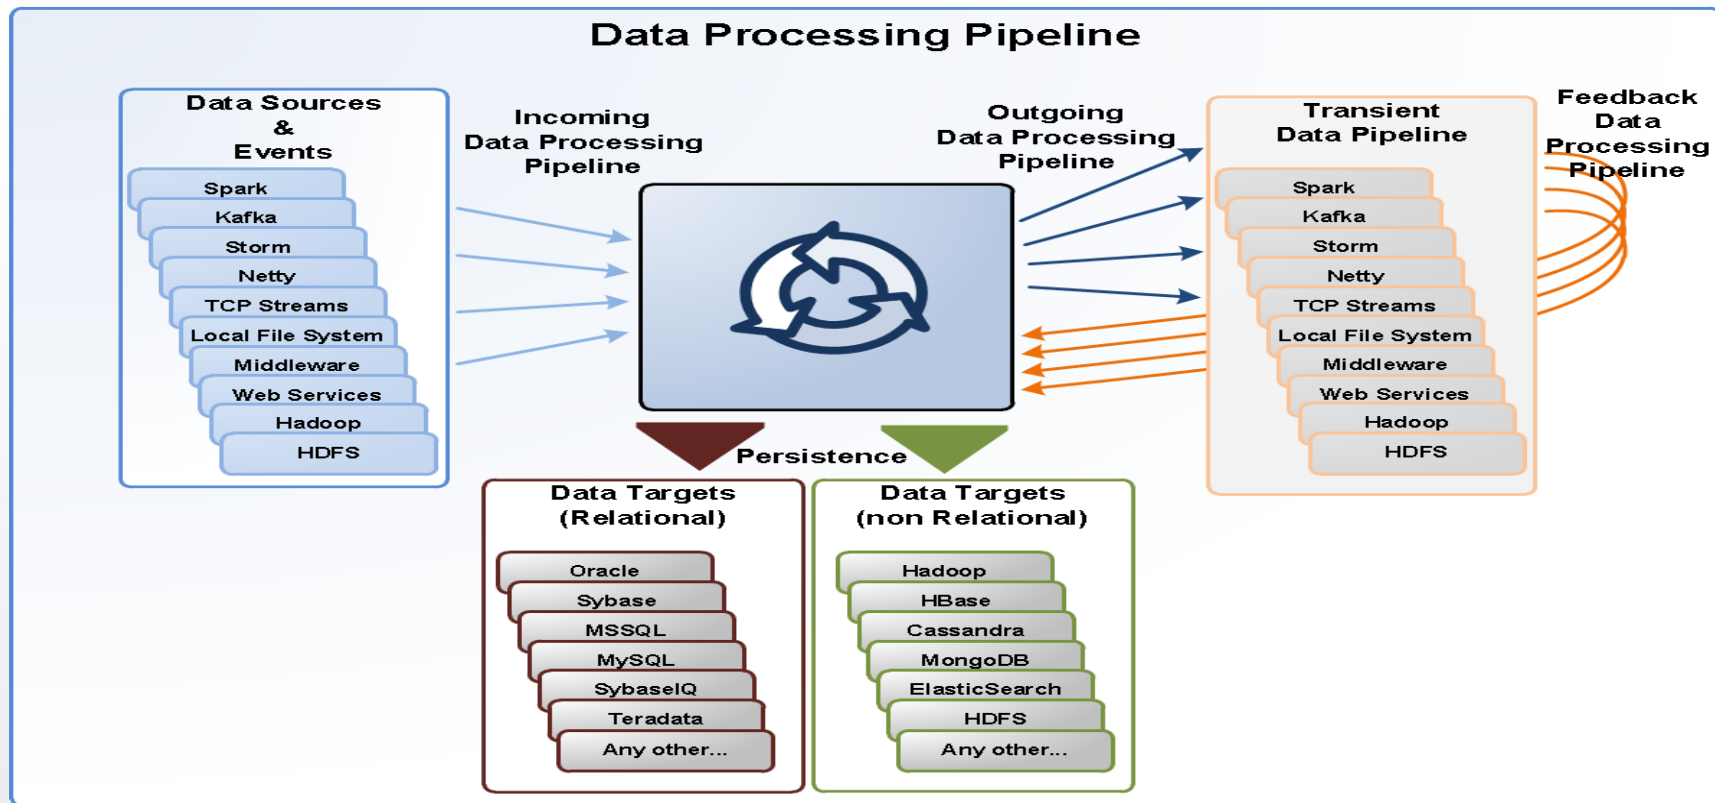 Data Processing Pipeline
Data Sources
&
Events
Spark
Kafka
Storm
Netty
TCP Streams
Local File System
Middleware
Web Services
Hadoop
HDFS
Incoming
Data Processing
Pipeline
Outgoing
Data Processing
Pipeline
Transient
Data Pipeline
Spark
Kafka
Storm
Netty
TCP Streams
Local File System
Middleware
Web Services
Hadoop
HDFS
Feedback
Data
Processing
Pipeline
Persistence
Data Targets
(Relational)
Oracle
Sybase
MSSQL
MySQL
SybaseIQ
Teradata
Any other...
Data Targets
(non Relational)
Hadoop
HBase
Cassandra
MongoDB
ElasticSearch
HDFS
Any other...